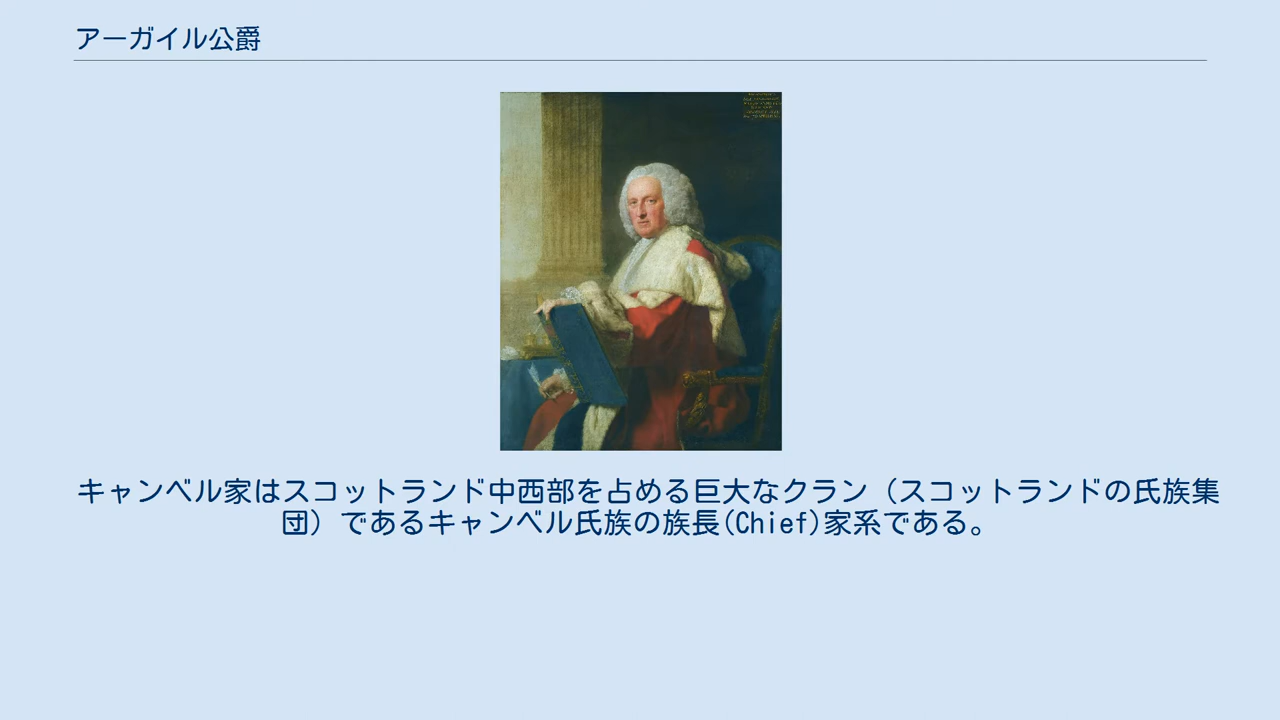 アーガイル公爵
キャンベル家はスコットランド中西部を占める巨大なクラン（スコットランドの氏族集
団）であるキャンベル氏族の族長(Chief)家系である。